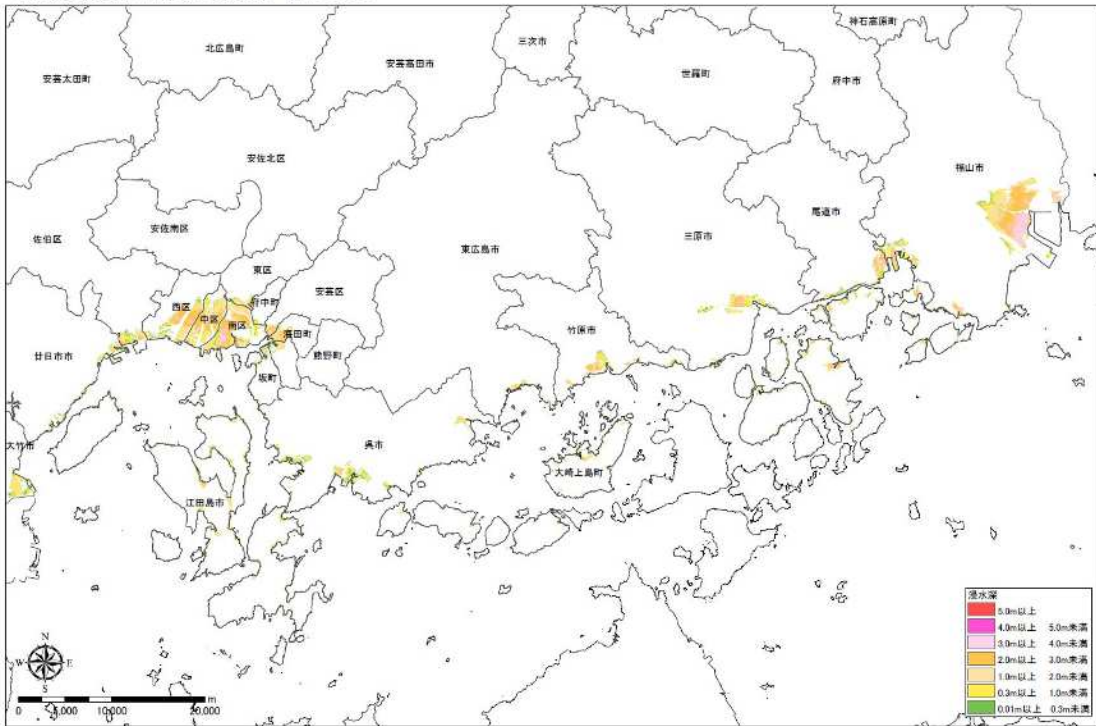 神石高原町
三次市
北広島町
安芸高田市
世羅町
府中市
安芸太田町
安佐北区
福山市
尾道市
安佐南区
佐伯区
三原市
東広島市
東区
安芸区
府中町
西区
中区
南区
海田町
竹原市
熊野町
廿日市市
坂町
大竹市
呉市
大崎上島町
江田島市
浸水深
5.0m以上
4.0m以上 5.0m未満
3.0m以上 4.0m未満
2.0m以上 3.0m未満
1.0m以上 2.0m未満
0.3m以上 1.0m未満
0.01m以上 0.3m未満
N
W E
S
0 5,000 10,000 20,000 m